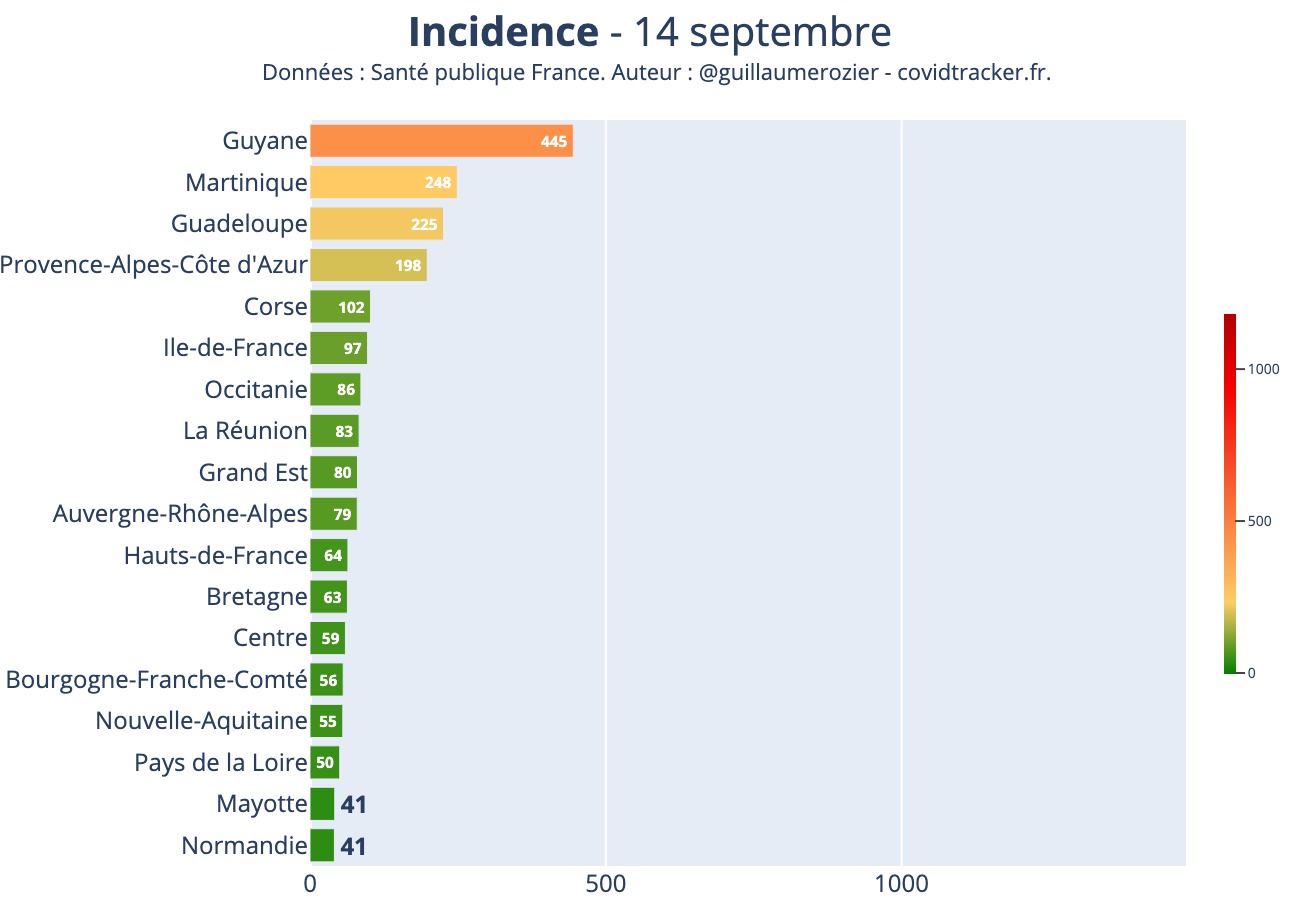 Incidence - 14 septembre
Données : Santé publique France. Auteur : @guillaumerozier - covidtracker.fr.
Guyane 445
Martinique 248
Guadeloupe 225
Provence-Alpes-Côte d'Azur 198
Corse 102
Ile-de-France 97
Occitanie 86
La Réunion 83
Grand Est 80
Auvergne-Rhône-Alpes 79
Hauts-de-France 64
Bretagne 63
Centre 59
Bourgogne-Franche-Comté 56
Nouvelle-Aquitaine 55
Pays de la Loire 50
Mayotte 41
Normandie 41
0 500 1000
1000
500
0